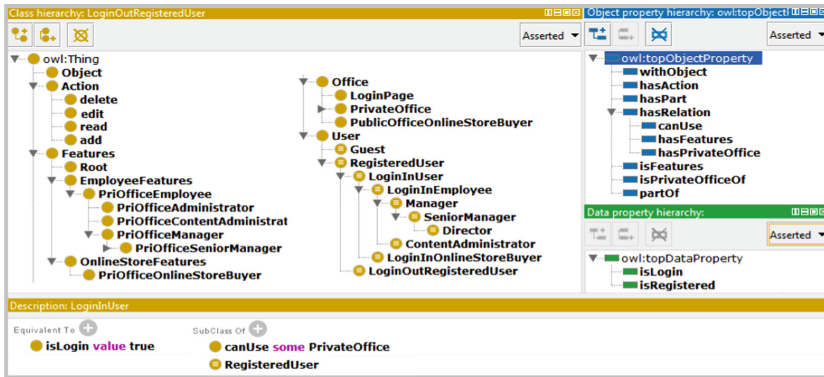 Class hierarchy: LoginOutRegisteredUser
Asserted
owl:Thing
Object
Action
delete
edit
read
add
Features
Root
EmployeeFeatures
PriOfficeEmployee
PriOfficeAdministrator
PriOfficeContentAdministrat
PriOfficeManager
PriOfficeSeniorManager
OnlineStoreFeatures
PriOfficeOnlineStoreBuyer
Office
LoginPage
PrivateOffice
PublicOfficeOnlineStoreBuyer
User
Guest
RegisteredUser
LoginInUser
LoginInEmployee
Manager
SeniorManager
Director
ContentAdministrator
LoginInOnlineStoreBuyer
LoginOutRegisteredUser
Object property hierarchy: owl:topObjectI
Asserted
owl:topObjectProperty
withObject
hasAction
hasPart
hasRelation
canUse
hasFeatures
hasPrivateOffice
isFeatures
isPrivateOfficeOf
partOf
Data property hierarchy:
Asserted
owl:topDataProperty
isLogin
isRegistered
Description: LoginInUser
Equivalent To
isLogin value true
SubClass Of
canUse some PrivateOffice
RegisteredUser